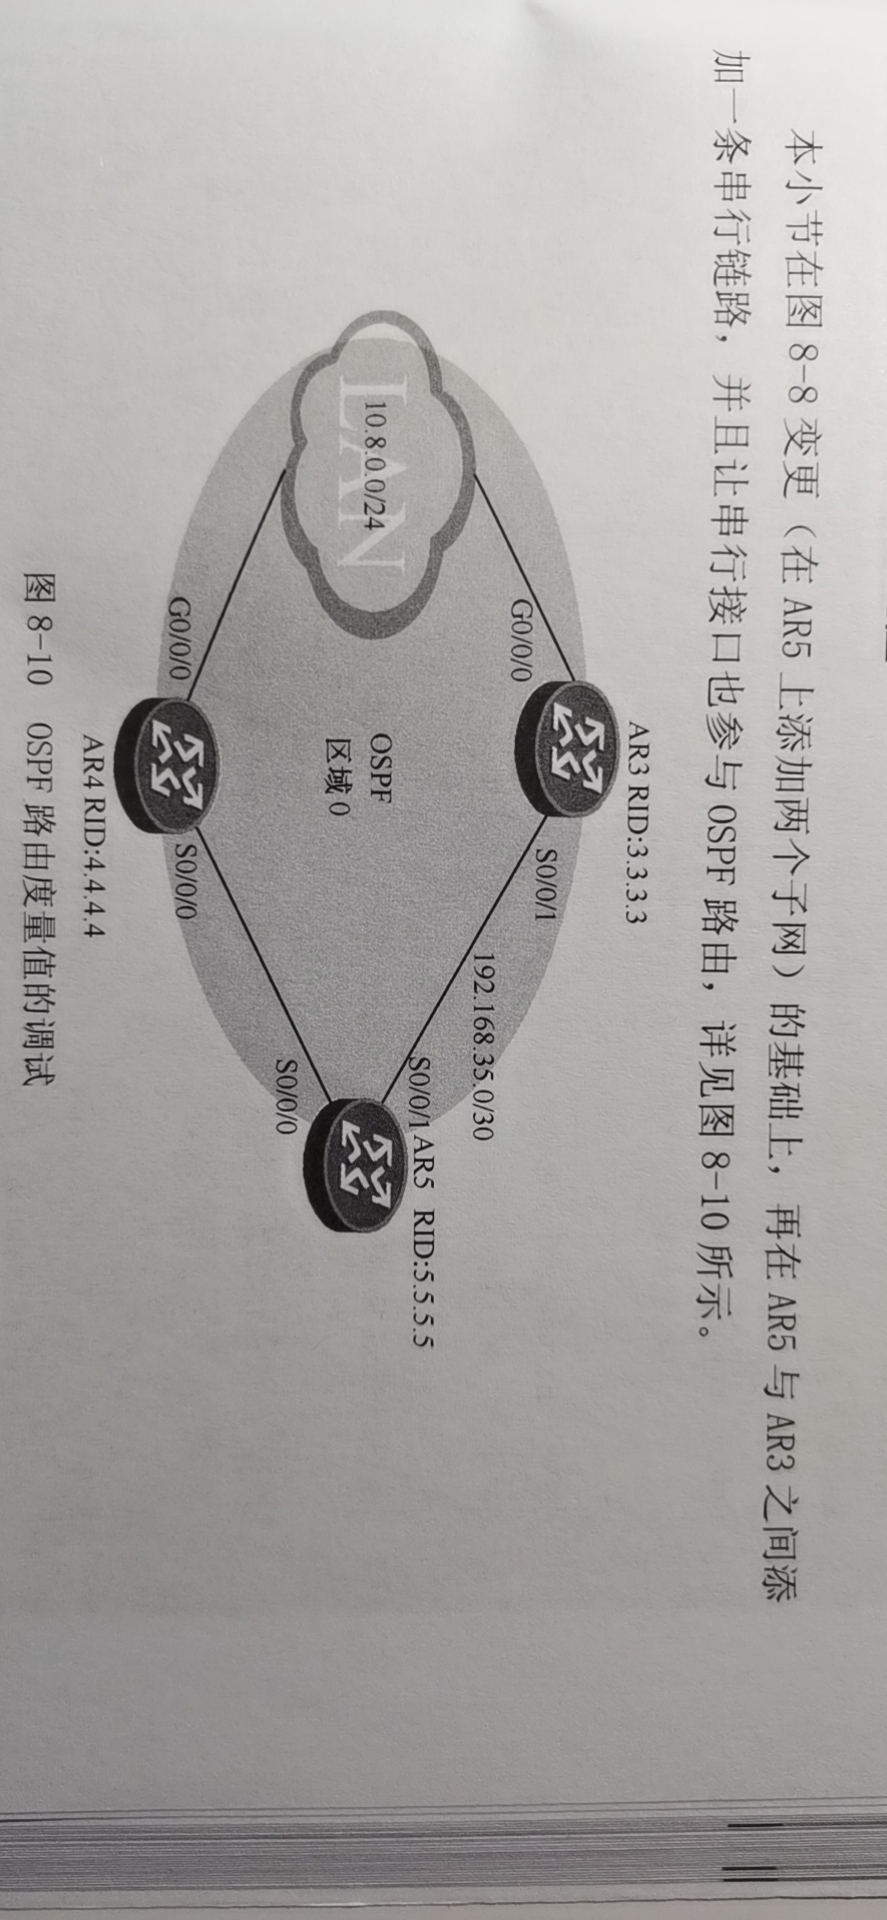 本小节在图 8-8 变更（在 AR5 上添加两个子网）的基础上，再在 AR5 与 AR3 之间添
加一条串行链路，并且让串行接口也参与 OSPF 路由，详见图 8-10 所示。
AR3 RID:3.3.3.3
G0/0/0
S0/0/1
192.168.35.0/30
LAN
10.8.0.0/24
OSPF
区域 0
S0/0/1
AR5 RID:5.5.5.5
S0/0/0
G0/0/0
S0/0/0
AR4 RID:4.4.4.4
图 8-10 OSPF 路由度量值的调试